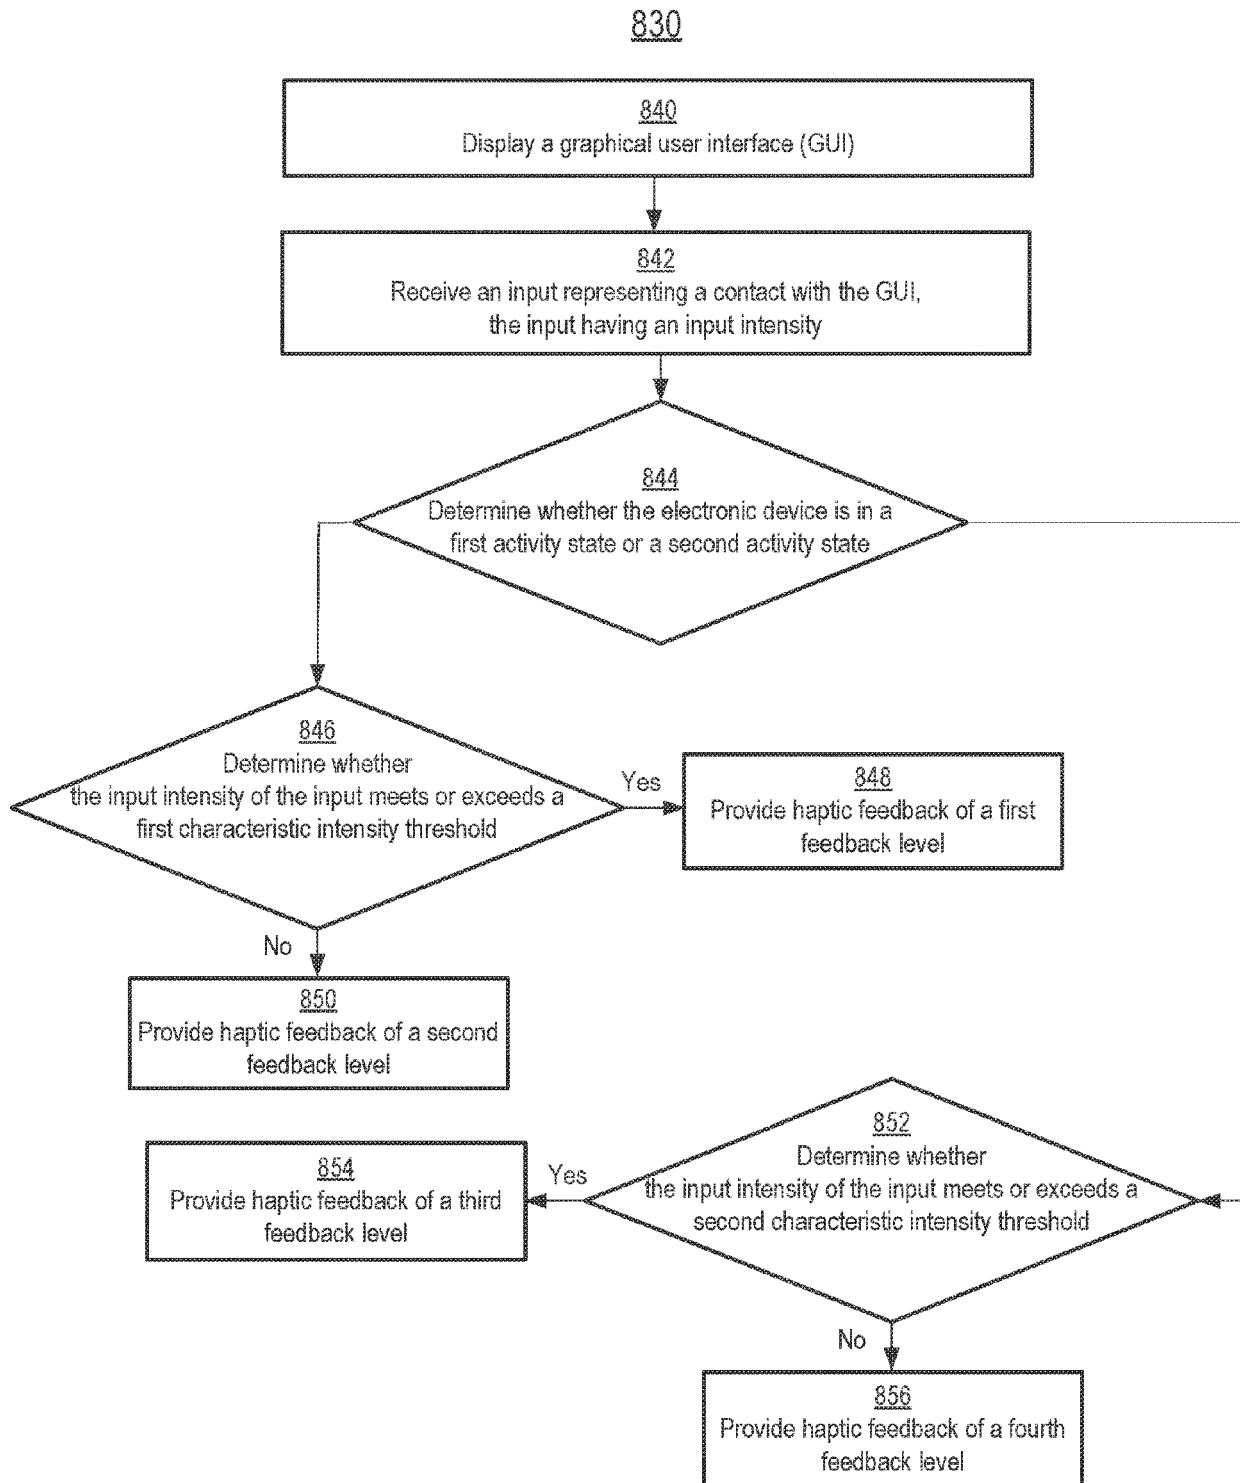 830
840
Display a graphical user interface (GUI)
842
Receive an input representing a contact with the GUI,
the input having an input intensity
844
Determine whether the electronic device is in a
first activity state or a second activity state
846
Determine whether
the input intensity of the input meets or exceeds a
first characteristic intensity threshold
Yes
848
Provide haptic feedback of a first
feedback level
No
850
Provide haptic feedback of a second
feedback level
852
Determine whether
the input intensity of the input meets or exceeds a
second characteristic intensity threshold
Yes
854
Provide haptic feedback of a third
feedback level
No
856
Provide haptic feedback of a fourth
feedback level